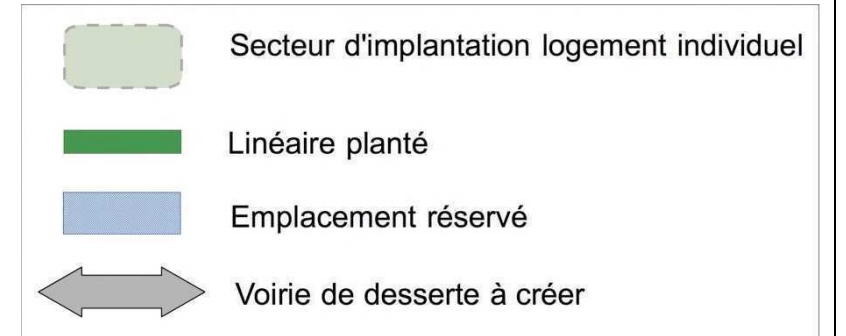 Secteur d'implantation logement individuel
Linéaire planté
Emplacement réservé
Voirie de desserte à créer